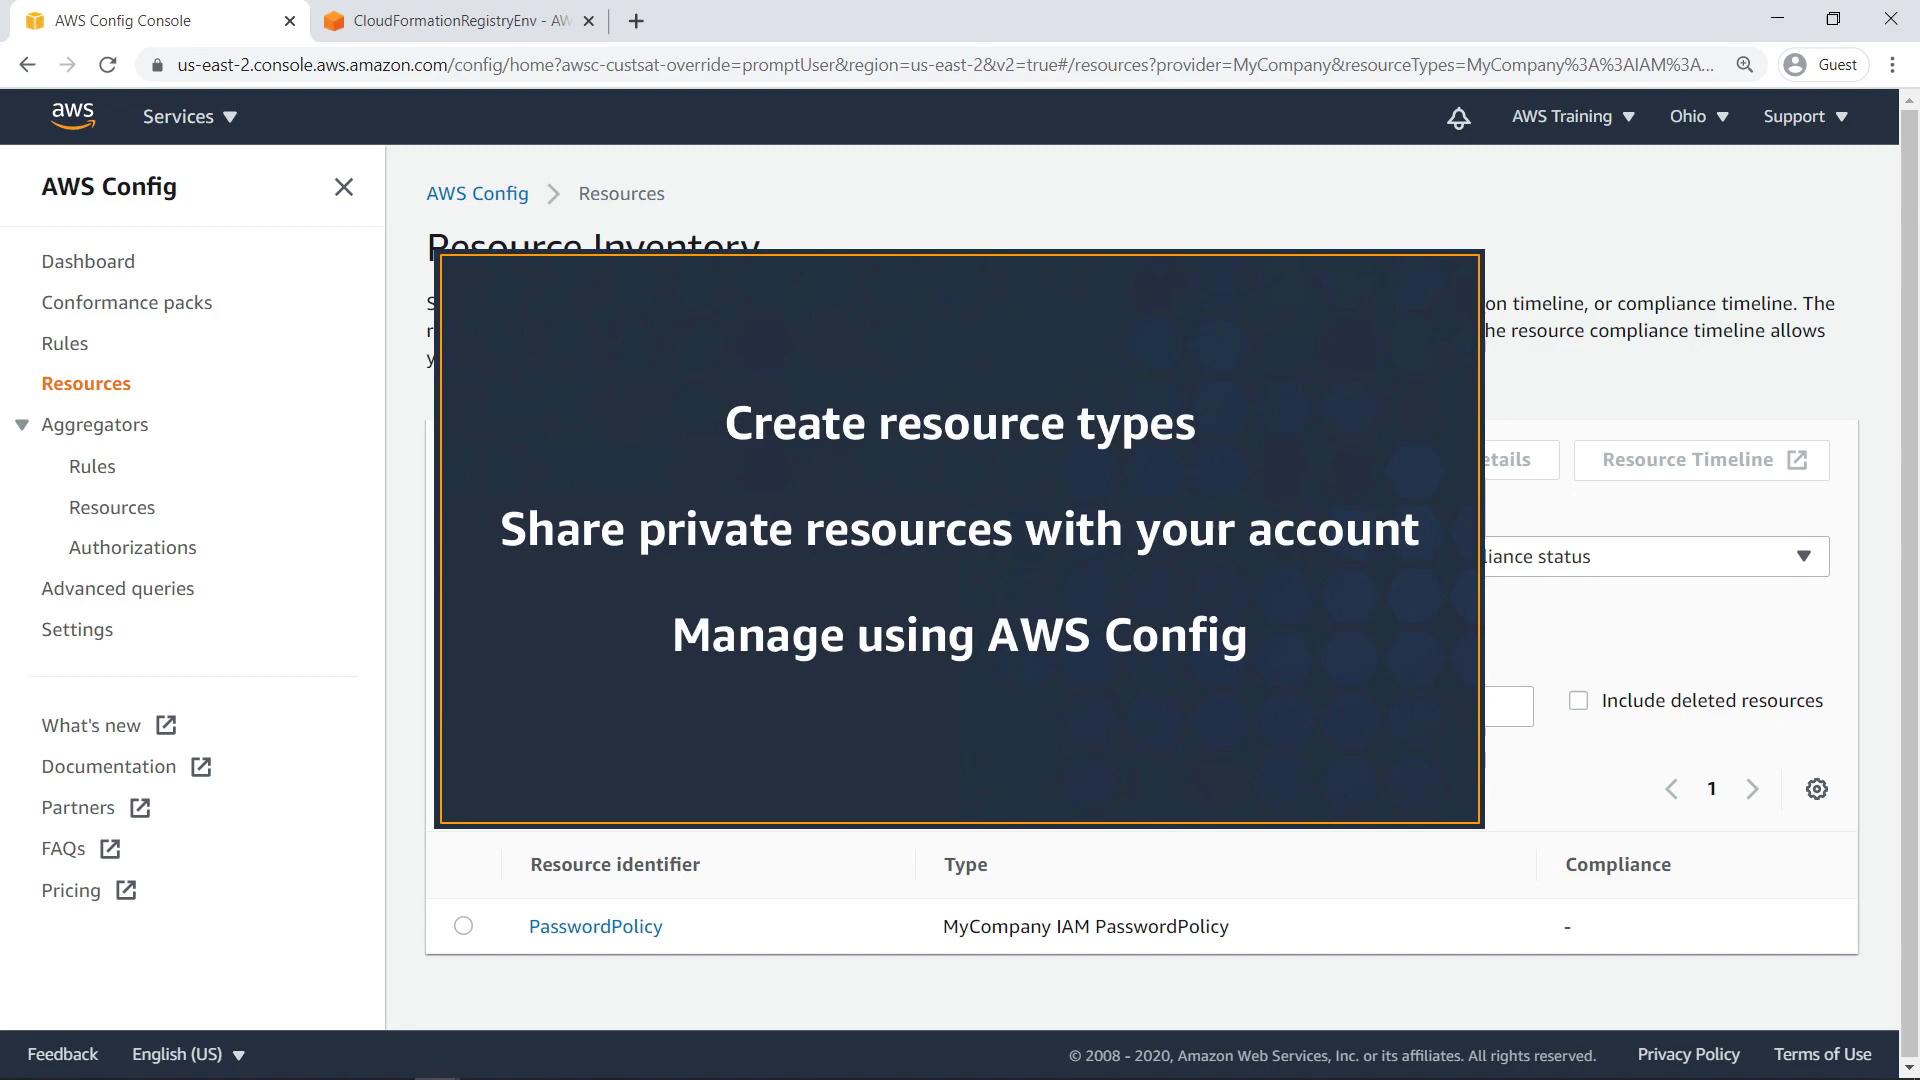 AWS Config Console
CloudFormationRegistryEnv - AW
us-east-2.console.aws.amazon.com/config/home?awsc-custsat-override=promptUser&region=us-east-2&v2=true#/resources?provider=MyCompany&resourceTypes=MyCompany%3A%3AIAM%3A...
Guest
aws
Services
AWS Training
Ohio
Support
AWS Config
Dashboard
Conformance packs
Rules
Resources
Aggregators
Rules
Resources
Authorizations
Advanced queries
Settings
What's new
Documentation
Partners
FAQs
Pricing
AWS Config
Resources
Resource Inventory
on timeline, or compliance timeline. The
he resource compliance timeline allows
Create resource types
Share private resources with your account
Manage using AWS Config
etails
Resource Timeline
liance status
Include deleted resources
1
Resource identifier
Type
Compliance
PasswordPolicy
MyCompany IAM PasswordPolicy
-
Feedback
English (US)
© 2008 - 2020, Amazon Web Services, Inc. or its affiliates. All rights reserved.
Privacy Policy
Terms of Use